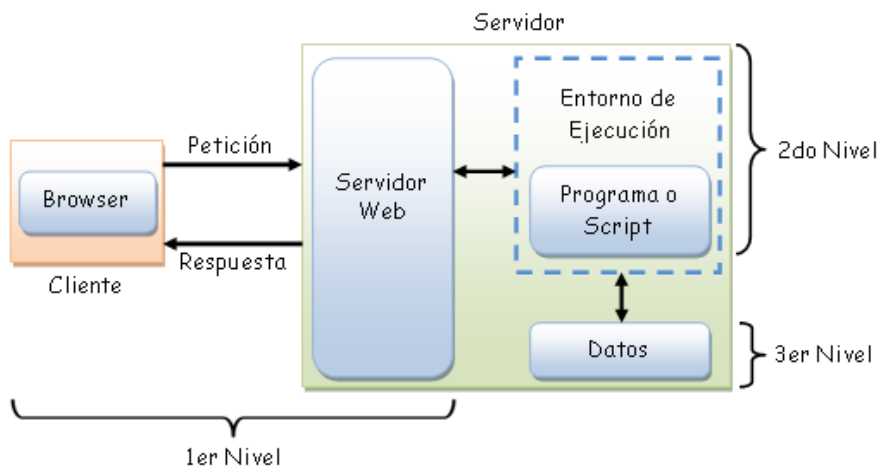 Servidor
Entorno de
Ejecución
2do Nivel
Petición
Servidor
Web
Browser
Programa o
Script
Respuesta
Cliente
Datos
3er Nivel
1er Nivel